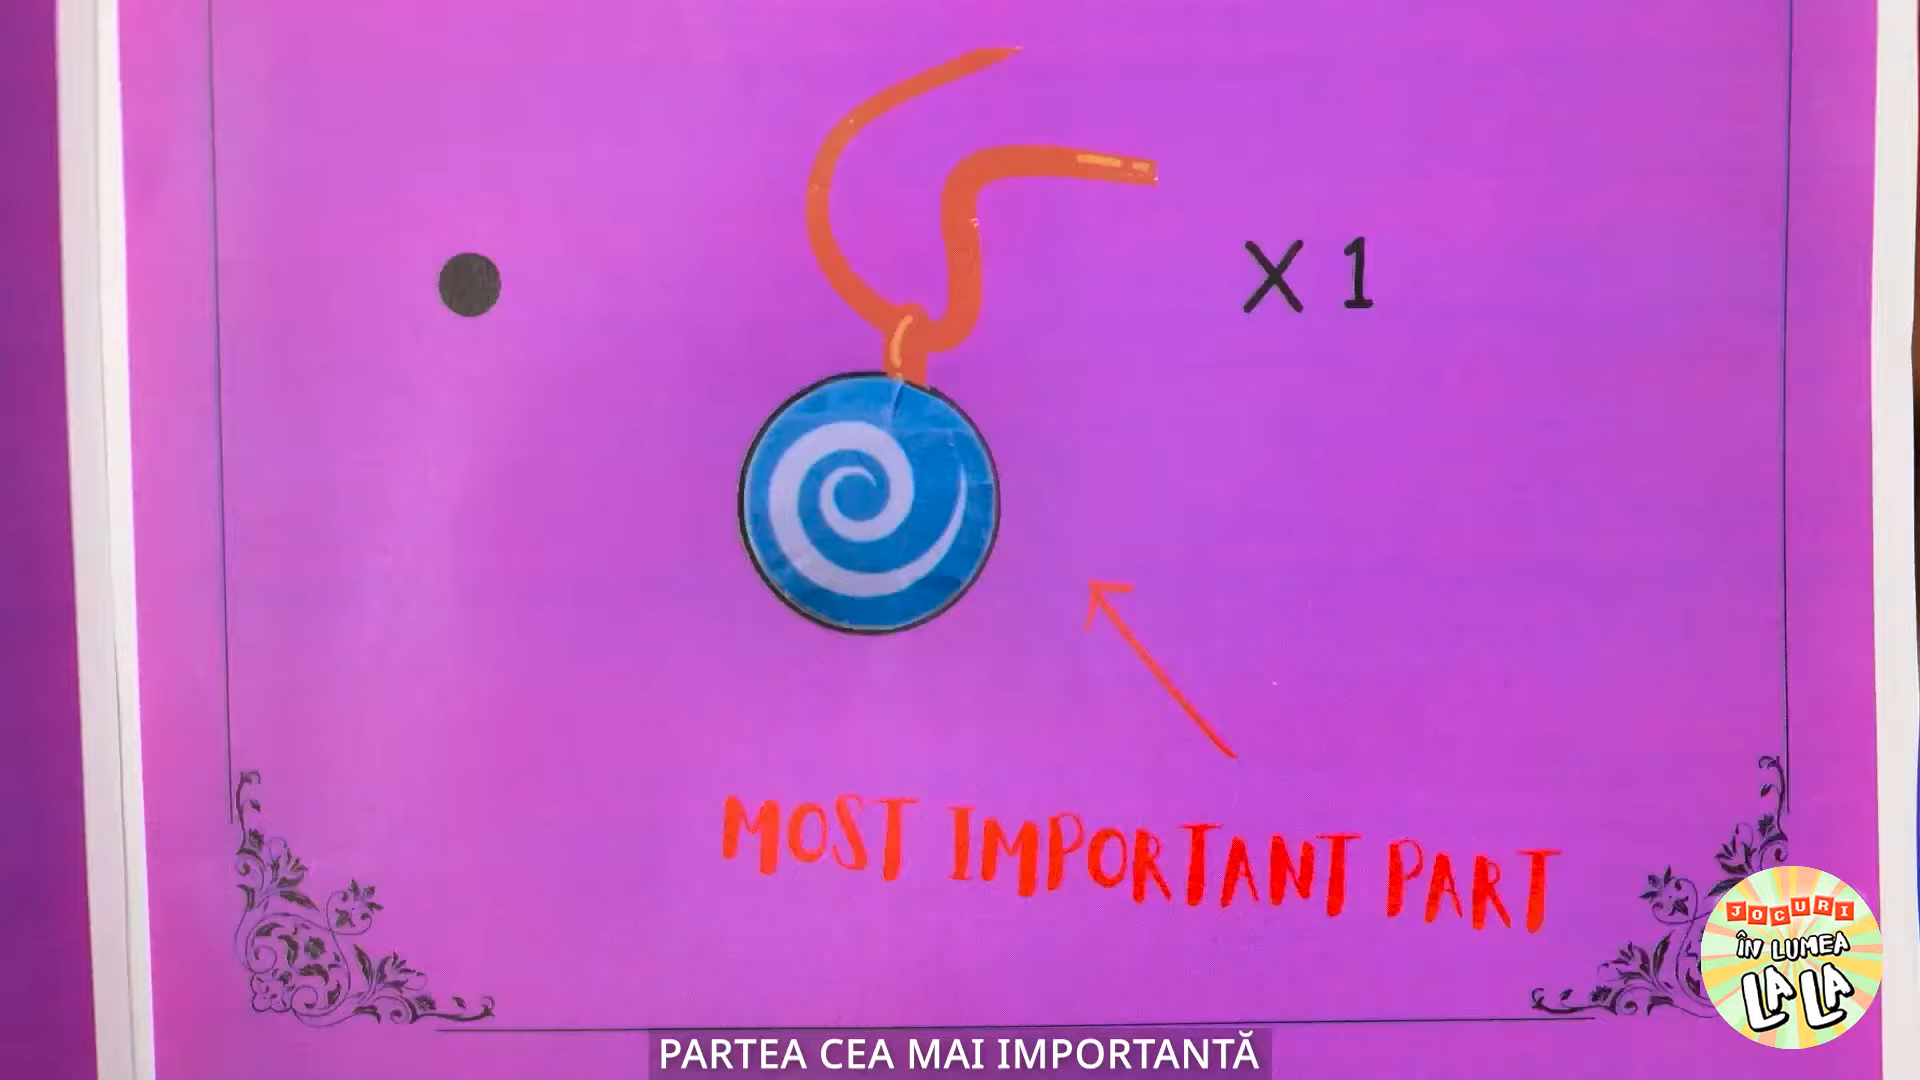 X 1
MOST IMPORTANT PART
JOCURI
ÎN LUMEA
LA LA
PARTEA CEA MAI IMPORTANTĂ